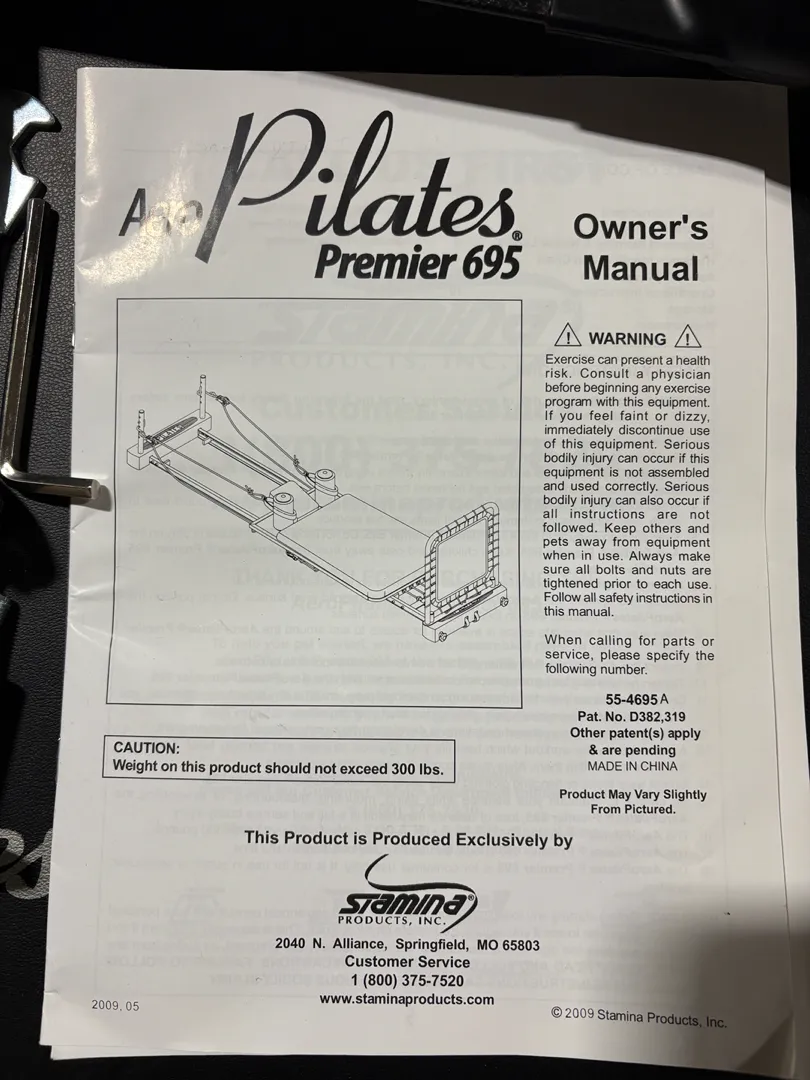 AeroPilates®
Premier 695
Owner's
Manual
WARNING
Exercise can present a health
risk. Consult a physician
before beginning any exercise
program with this equipment.
If you feel faint or dizzy,
immediately discontinue use
of this equipment. Serious
bodily injury can occur if this
equipment is not assembled
and used correctly. Serious
bodily injury can also occur if
all instructions are not
followed. Keep others and
pets away from equipment
when in use. Always make
sure all bolts and nuts are
tightened prior to each use.
Follow all safety instructions in
this manual.
When calling for parts or
service, please specify the
following number.
55-4695A
Pat. No. D382,319
Other patent(s) apply
& are pending
MADE IN CHINA
Product May Vary Slightly
From Pictured.
CAUTION:
Weight on this product should not exceed 300 lbs.
This Product is Produced Exclusively by
STAMINA®
PRODUCTS, INC.
2040 N. Alliance, Springfield, MO 65803
Customer Service
1 (800) 375-7520
www.staminaproducts.com
2009, 05
© 2009 Stamina Products, Inc.